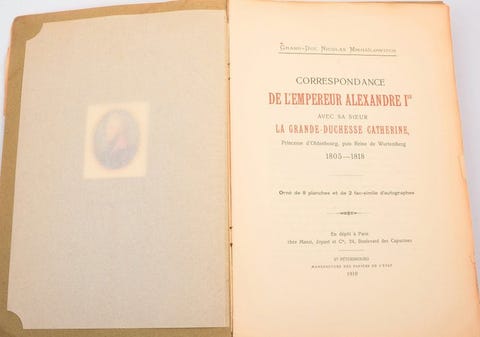 Grand-Duc Nicolas Mikhaïlowitch
CORRESPONDANCE
DE L'EMPEREUR ALEXANDRE Iᴱᴿ
AVEC SA SŒUR
LA GRANDE-DUCHESSE CATHERINE,
Princesse d'Oldenbourg, puis Reine de Wurtemberg
1805—1818
Orné de 8 planches et de 2 fac-similé d'autographes
En dépôt à Paris
chez Manzi, Joyant et Cⁱᵉ, 24, Boulevard des Capucines
ST-PÉTERSBOURG
MANUFACTURE DES PAPIERS DE L'ÉTAT
1910